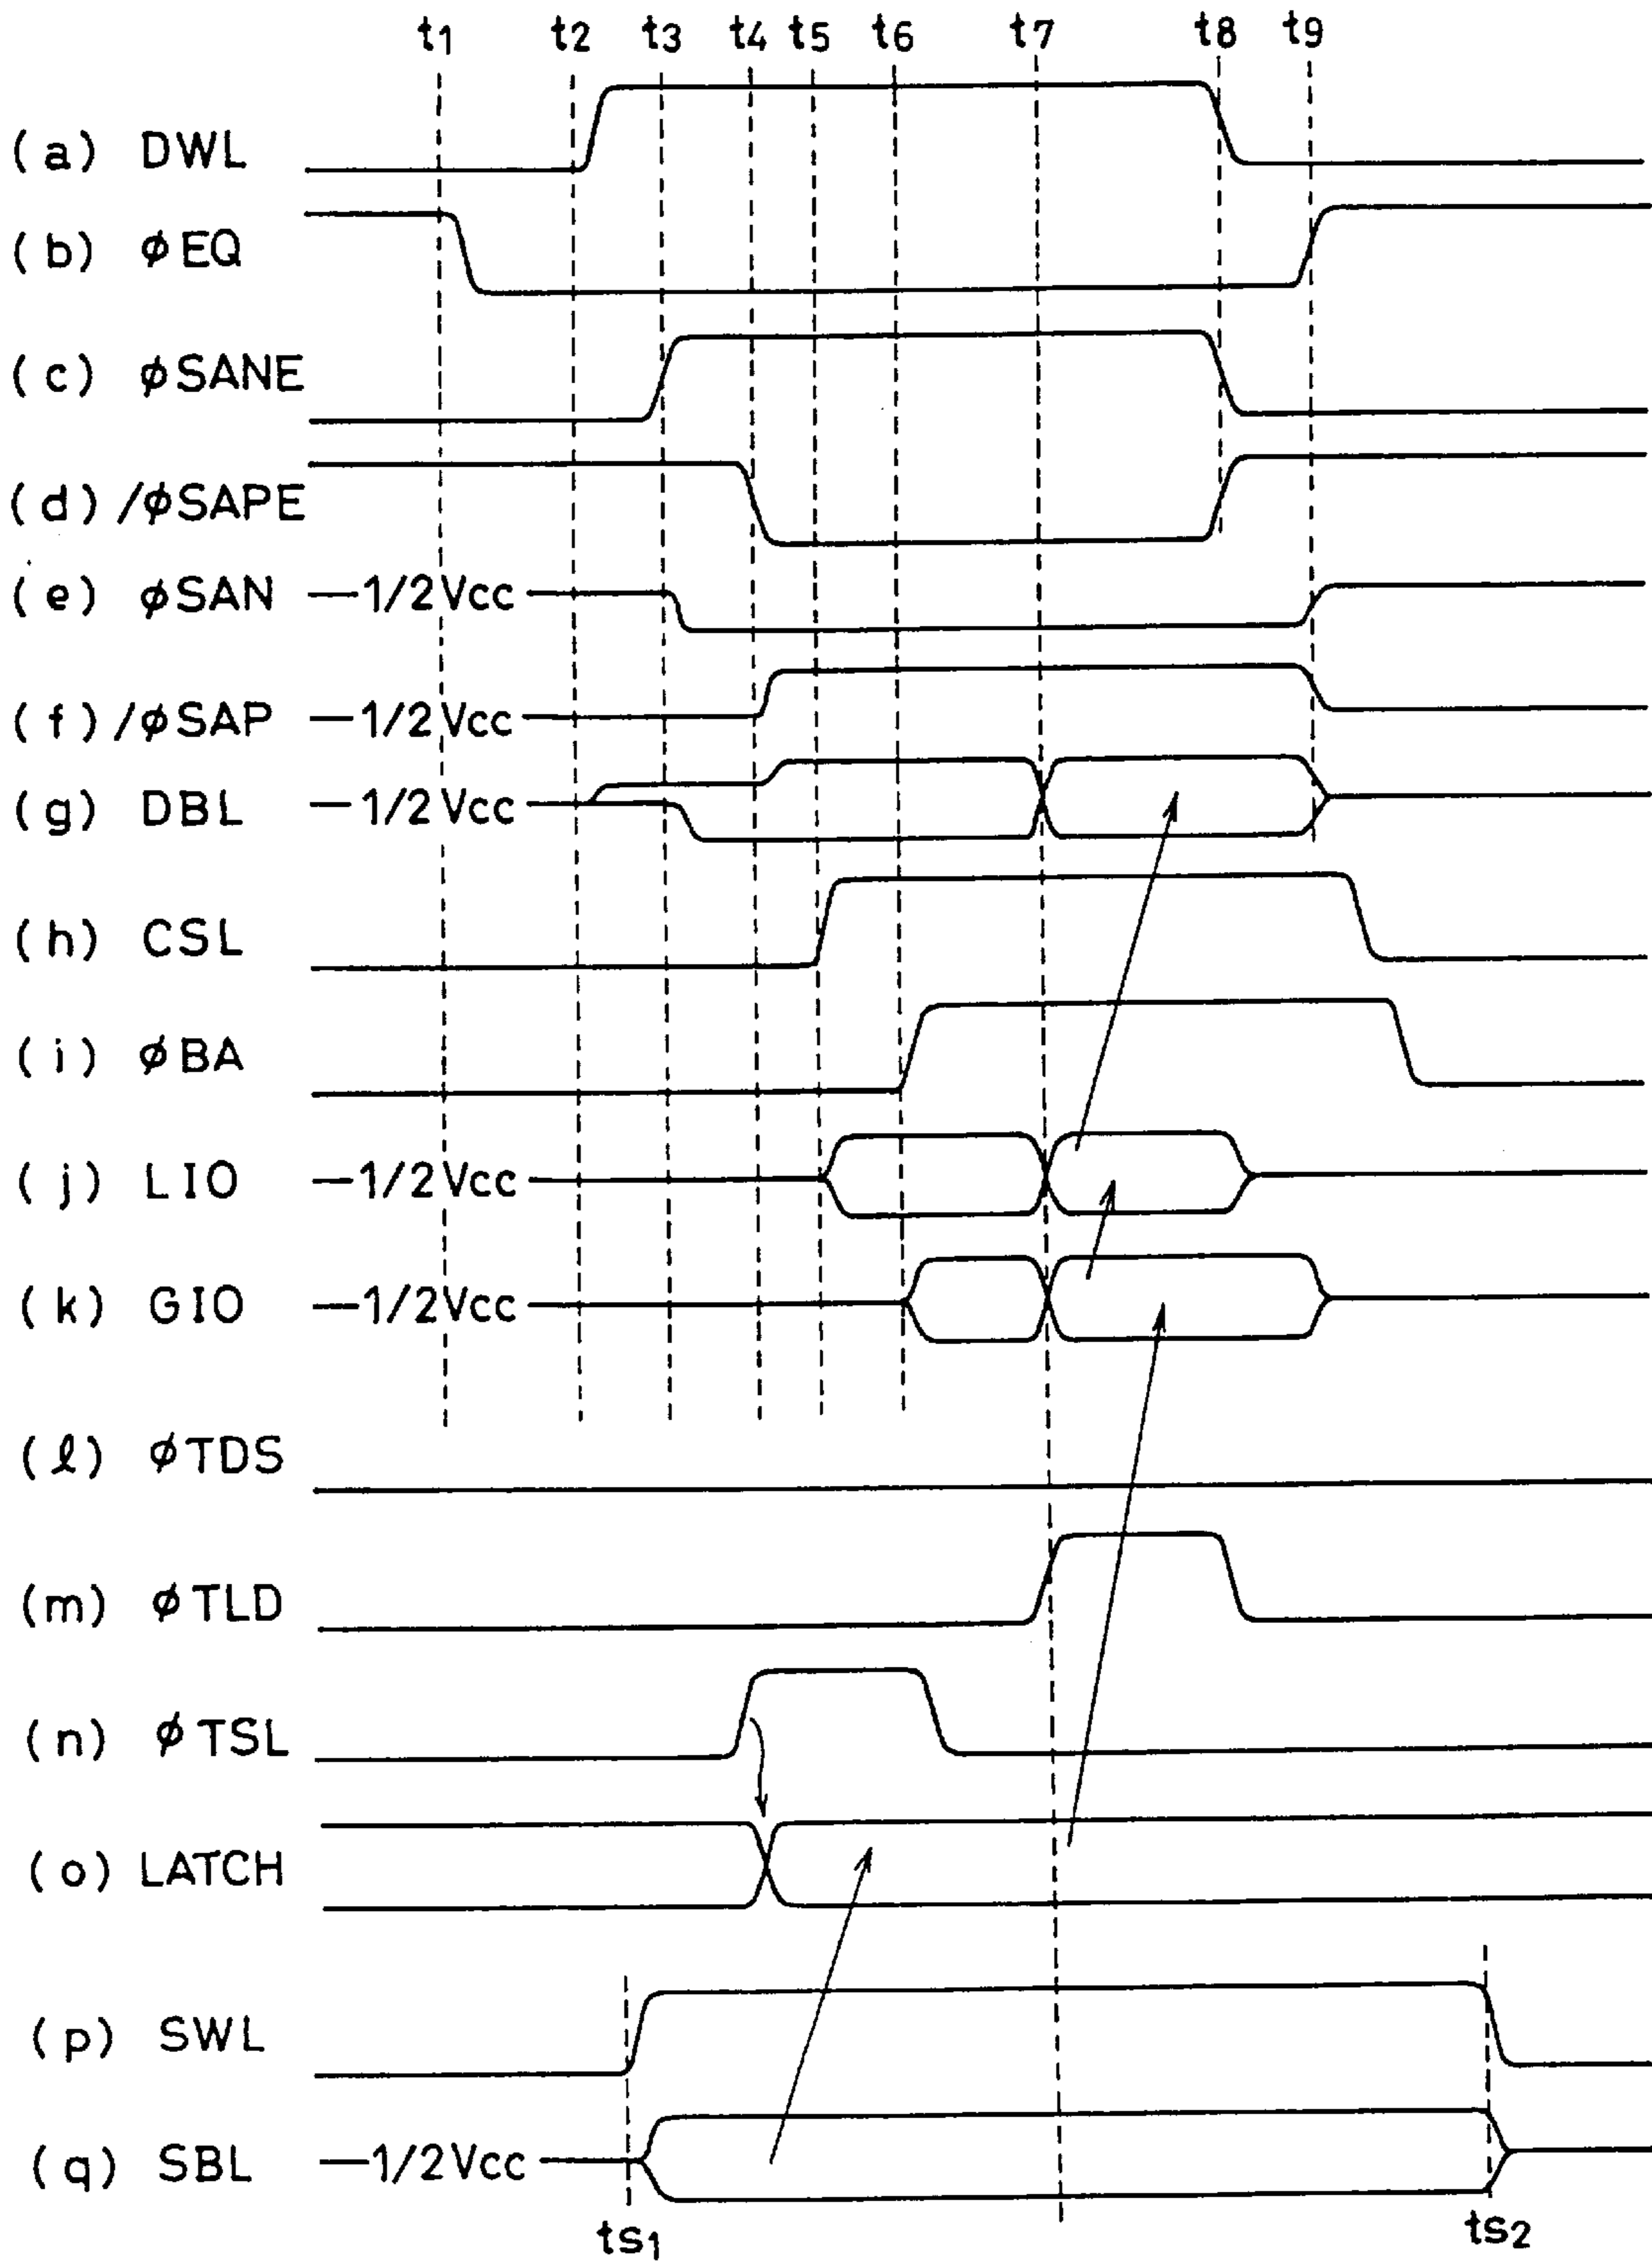 t1 t2 t3 t4 t5 t6 t7 t8 t9
(a) DWL
(b) ϕEQ
(c) ϕSANE
(d) /ϕSAPE
(e) ϕSAN —1/2Vcc
(f) /ϕSAP —1/2Vcc
(g) DBL —1/2Vcc
(h) CSL
(i) ϕBA
(j) LIO —1/2Vcc
(k) GIO —1/2Vcc
(ℓ) ϕTDS
(m) ϕTLD
(n) ϕTSL
(o) LATCH
(p) SWL
(q) SBL —1/2Vcc
ts1 ts2